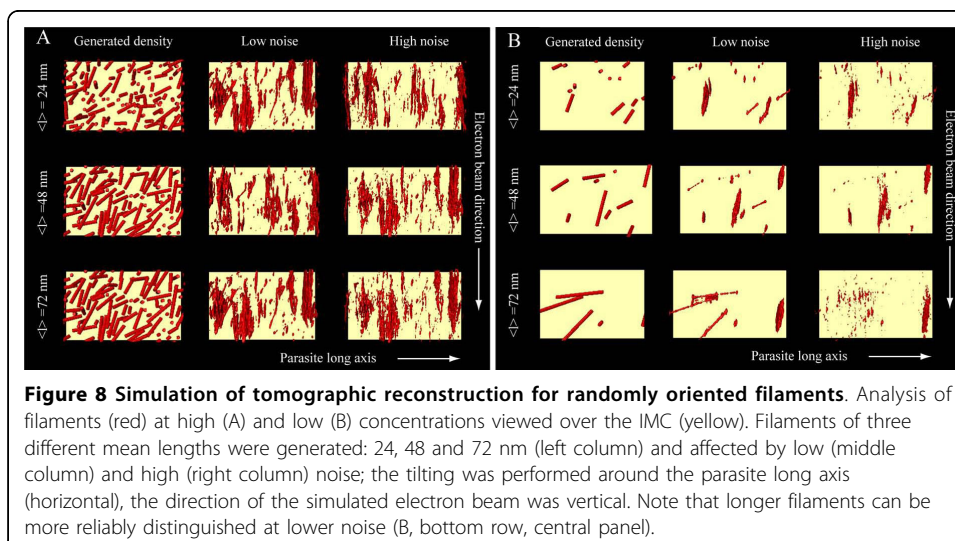 A
Generated density
Low noise
High noise
<l> =24 nm
<l> =48 nm
<l> =72 nm
Electron beam direction
Parasite long axis
B
Generated density
Low noise
High noise
<l> =24 nm
<l> =48 nm
<l> =72 nm
Electron beam direction
Parasite long axis
Figure 8 Simulation of tomographic reconstruction for randomly oriented filaments. Analysis of
filaments (red) at high (A) and low (B) concentrations viewed over the IMC (yellow). Filaments of three
different mean lengths were generated: 24, 48 and 72 nm (left column) and affected by low (middle
column) and high (right column) noise; the tilting was performed around the parasite long axis
(horizontal), the direction of the simulated electron beam was vertical. Note that longer filaments can be
more reliably distinguished at lower noise (B, bottom row, central panel).